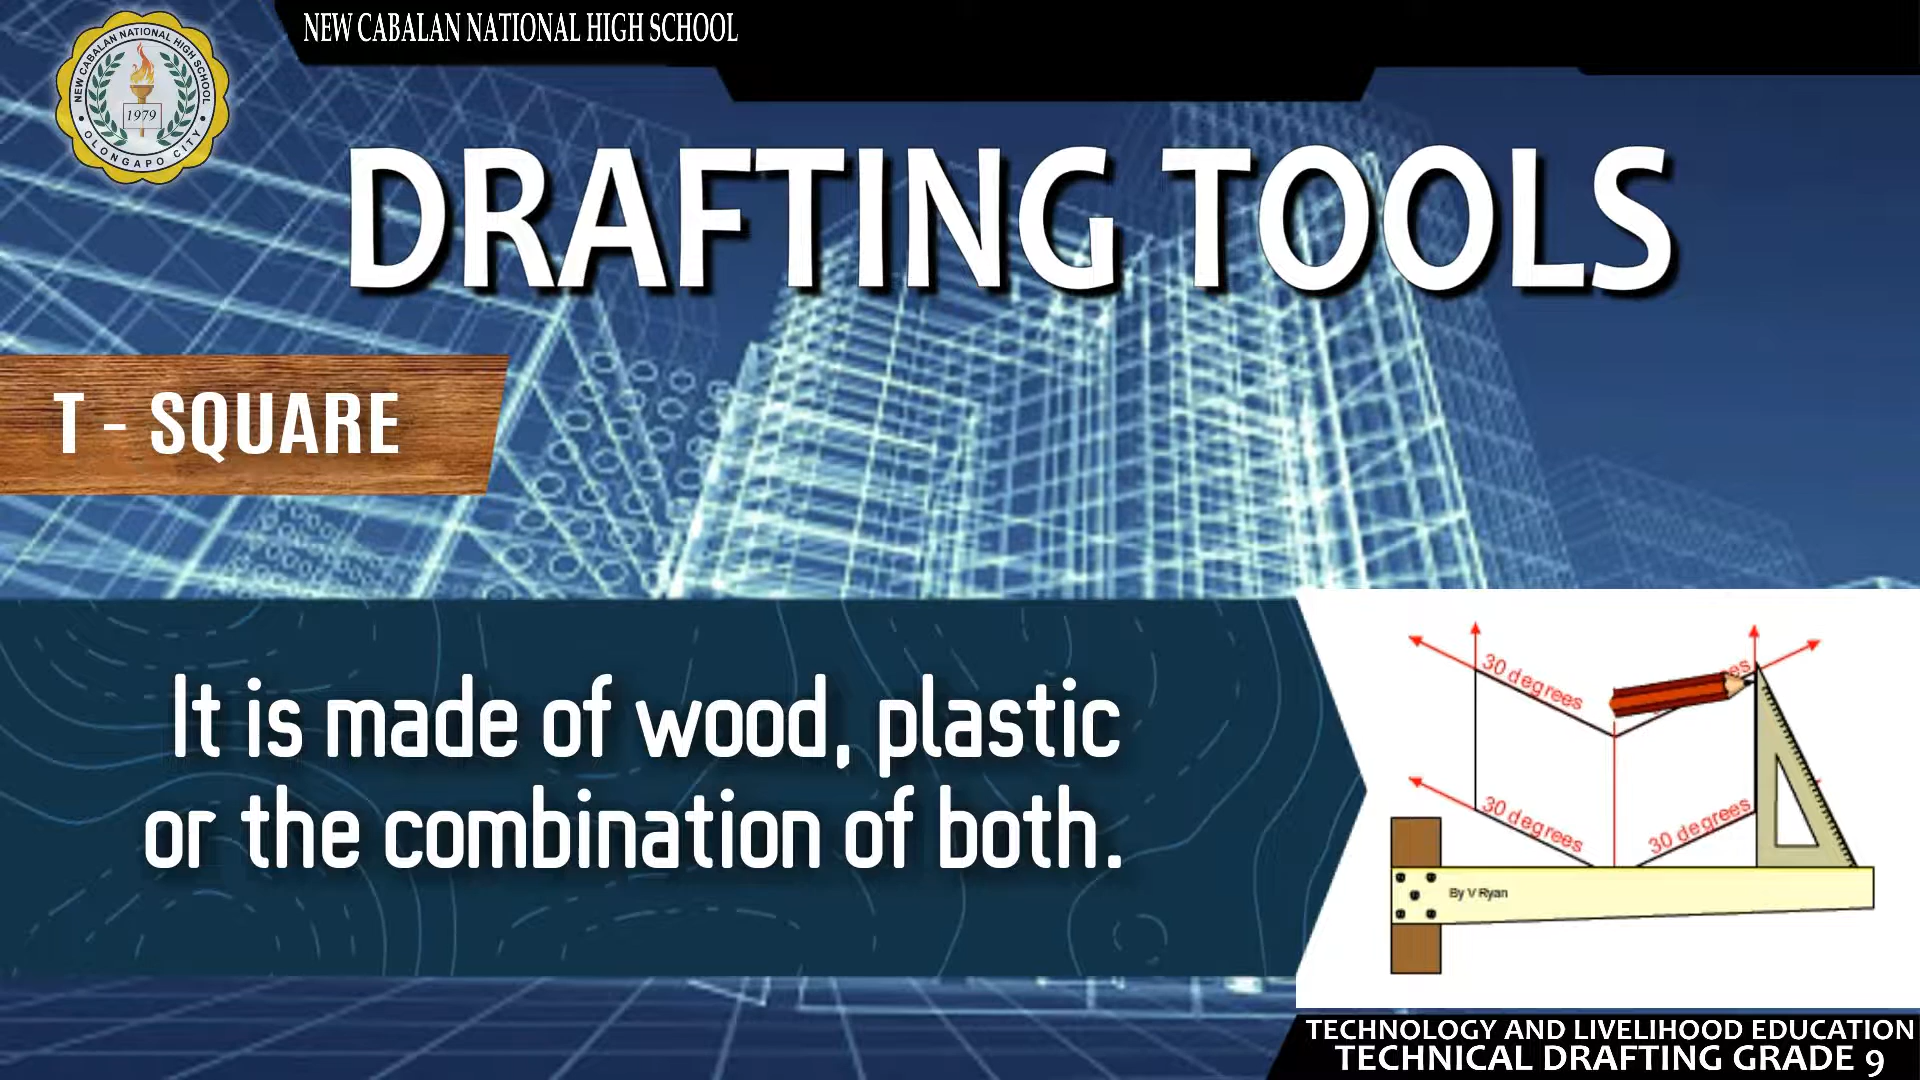 NEW CABALAN NATIONAL HIGH SCHOOL
NEW CABALAN NATIONAL HIGH SCHOOL
1979
• OLONGAPO CITY •
DRAFTING TOOLS
T - SQUARE
It is made of wood, plastic
or the combination of both.
30 degrees
30 degrees
30 degrees
By V Ryan
TECHNOLOGY AND LIVELIHOOD EDUCATION
TECHNICAL DRAFTING GRADE 9